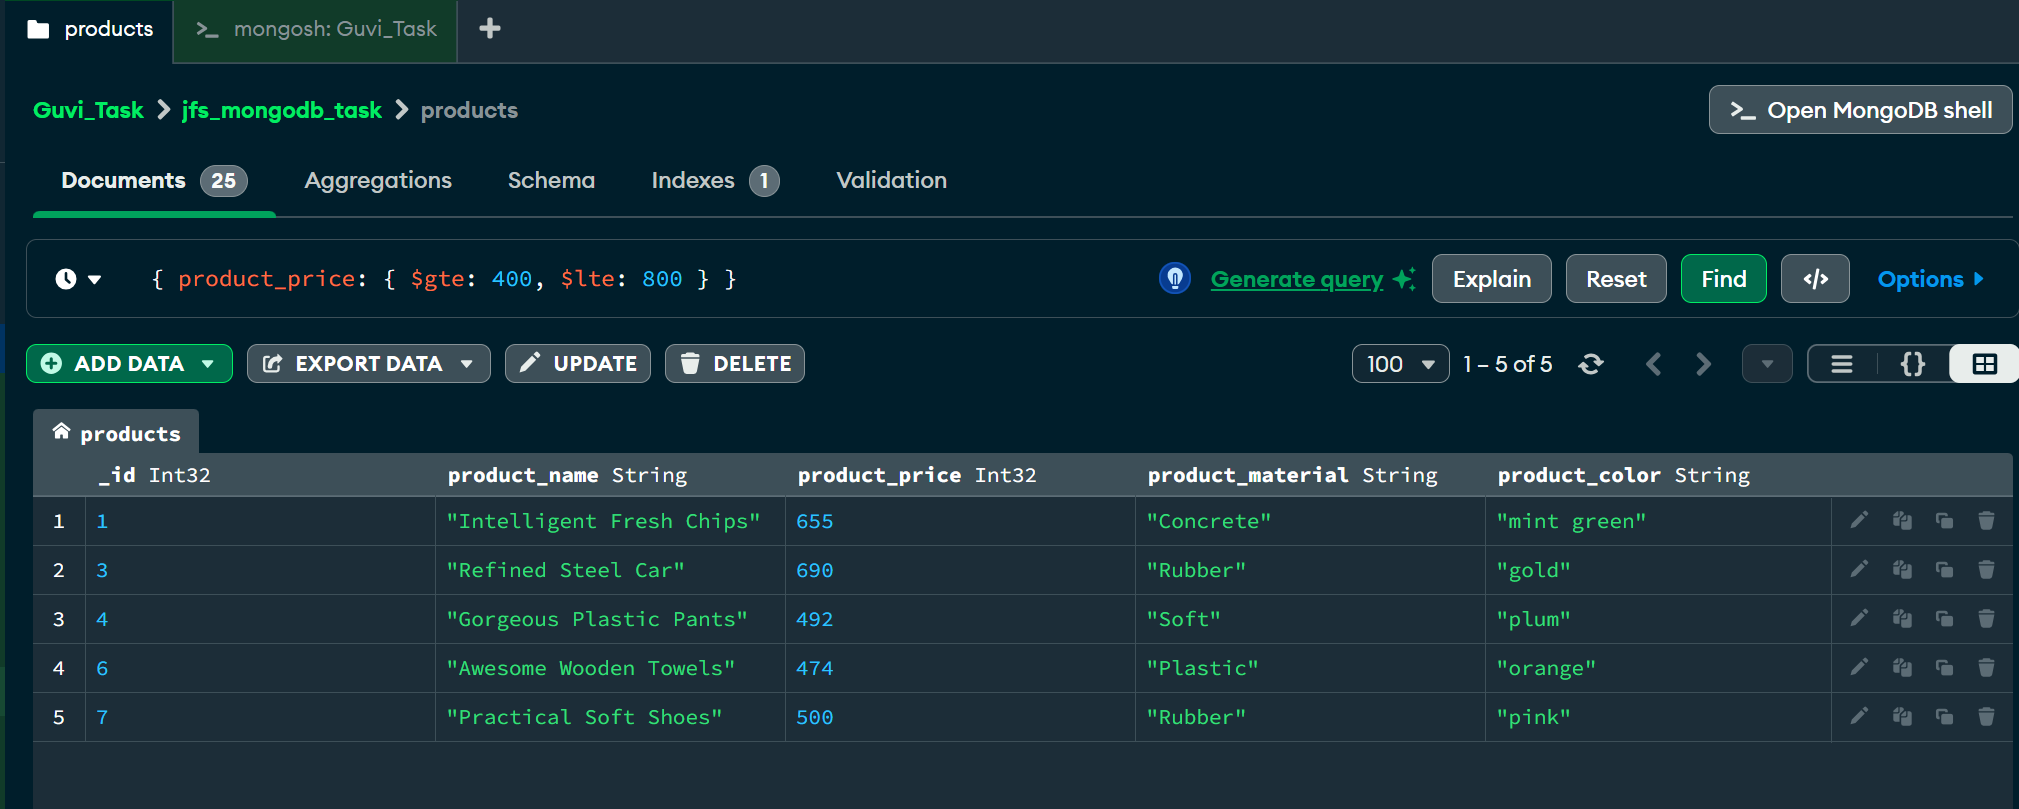 products >_ mongosh: Guvi_Task +
Guvi_Task > jfs_mongodb_task > products >_ Open MongoDB shell
Documents 25 Aggregations Schema Indexes 1 Validation
{ product_price: { $gte: 400, $lte: 800 } } Generate query Explain Reset Find </> Options
ADD DATA EXPORT DATA UPDATE DELETE 100 1 – 5 of 5 {}
products
_id Int32 product_name String product_price Int32 product_material String product_color String
1 1 "Intelligent Fresh Chips" 655 "Concrete" "mint green"
2 3 "Refined Steel Car" 690 "Rubber" "gold"
3 4 "Gorgeous Plastic Pants" 492 "Soft" "plum"
4 6 "Awesome Wooden Towels" 474 "Plastic" "orange"
5 7 "Practical Soft Shoes" 500 "Rubber" "pink"